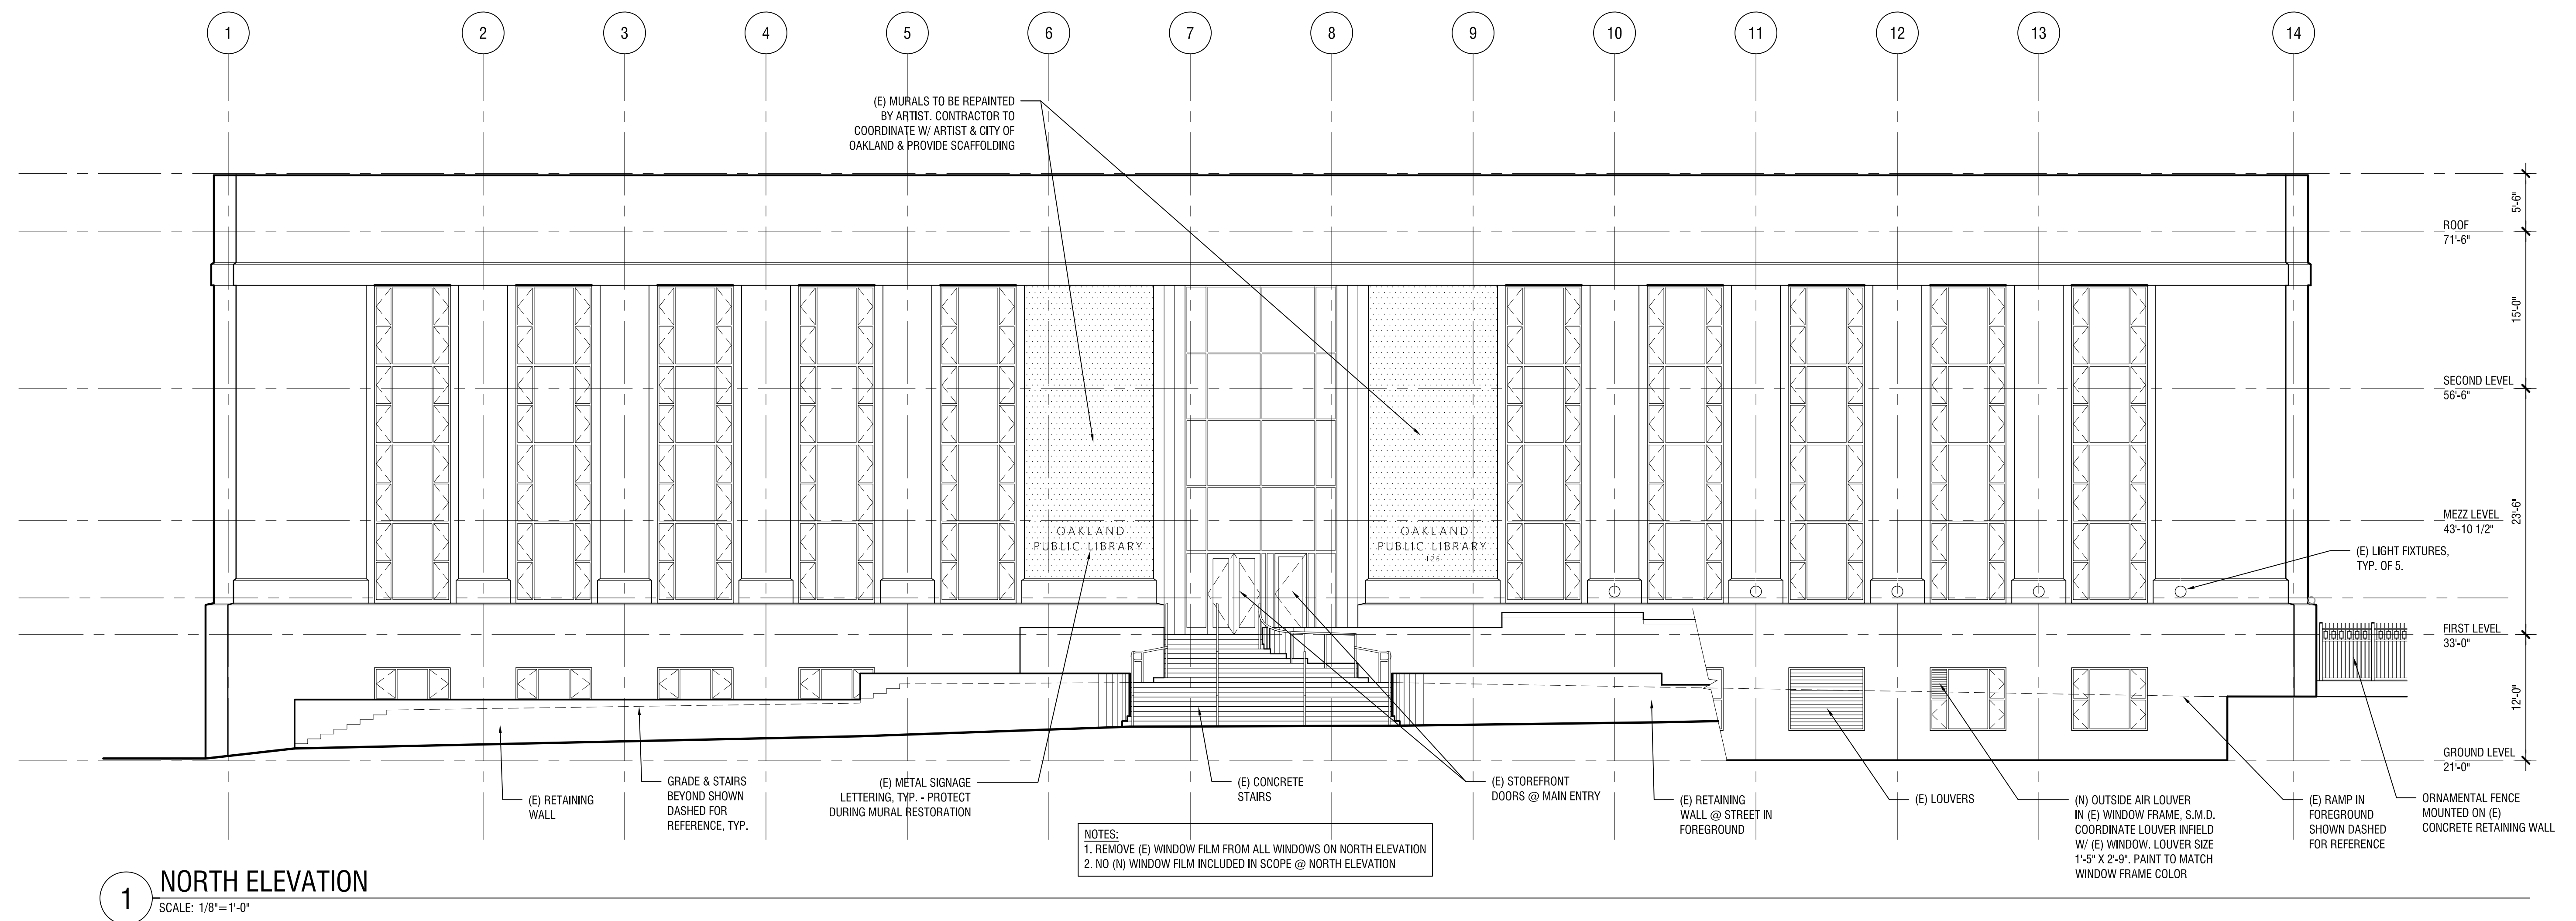 1 2 3 4 5 6 7 8 9 10 11 12 13 14
(E) MURALS TO BE REPAINTED
BY ARTIST. CONTRACTOR TO
COORDINATE W/ ARTIST & CITY OF
OAKLAND & PROVIDE SCAFFOLDING
5'-6"
ROOF
71'-6"
15'-0"
SECOND LEVEL
56'-6"
23'-6"
MEZZ LEVEL
43'-10 1/2"
OAKLAND
PUBLIC LIBRARY
OAKLAND
PUBLIC LIBRARY
125
(E) LIGHT FIXTURES,
TYP. OF 5.
FIRST LEVEL
33'-0"
12'-0"
GROUND LEVEL
21'-0"
(E) RETAINING
WALL
GRADE & STAIRS
BEYOND SHOWN
DASHED FOR
REFERENCE, TYP.
(E) METAL SIGNAGE
LETTERING, TYP. - PROTECT
DURING MURAL RESTORATION
(E) CONCRETE
STAIRS
(E) STOREFRONT
DOORS @ MAIN ENTRY
(E) RETAINING
WALL @ STREET IN
FOREGROUND
(E) LOUVERS
(N) OUTSIDE AIR LOUVER
IN (E) WINDOW FRAME, S.M.D.
COORDINATE LOUVER INFIELD
W/ (E) WINDOW. LOUVER SIZE
1'-5" X 2'-9". PAINT TO MATCH
WINDOW FRAME COLOR
(E) RAMP IN
FOREGROUND
SHOWN DASHED
FOR REFERENCE
ORNAMENTAL FENCE
MOUNTED ON (E)
CONCRETE RETAINING WALL
NOTES:
1. REMOVE (E) WINDOW FILM FROM ALL WINDOWS ON NORTH ELEVATION
2. NO (N) WINDOW FILM INCLUDED IN SCOPE @ NORTH ELEVATION
1
NORTH ELEVATION
SCALE: 1/8"=1'-0"